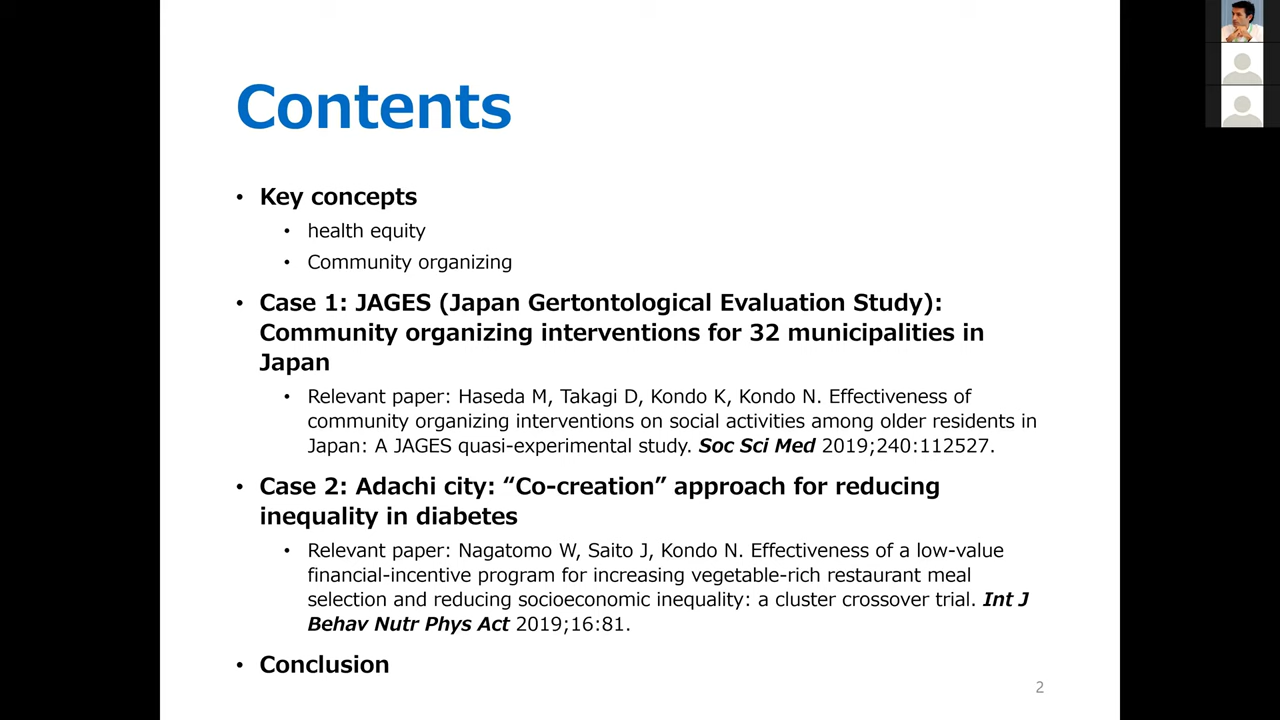 Contents
• Key concepts
• health equity
• Community organizing
• Case 1: JAGES (Japan Gertontological Evaluation Study):
Community organizing interventions for 32 municipalities in
Japan
• Relevant paper: Haseda M, Takagi D, Kondo K, Kondo N. Effectiveness of
community organizing interventions on social activities among older residents in
Japan: A JAGES quasi-experimental study. Soc Sci Med 2019;240:112527.
• Case 2: Adachi city: “Co-creation” approach for reducing
inequality in diabetes
• Relevant paper: Nagatomo W, Saito J, Kondo N. Effectiveness of a low-value
financial-incentive program for increasing vegetable-rich restaurant meal
selection and reducing socioeconomic inequality: a cluster crossover trial. Int J
Behav Nutr Phys Act 2019;16:81.
• Conclusion
2